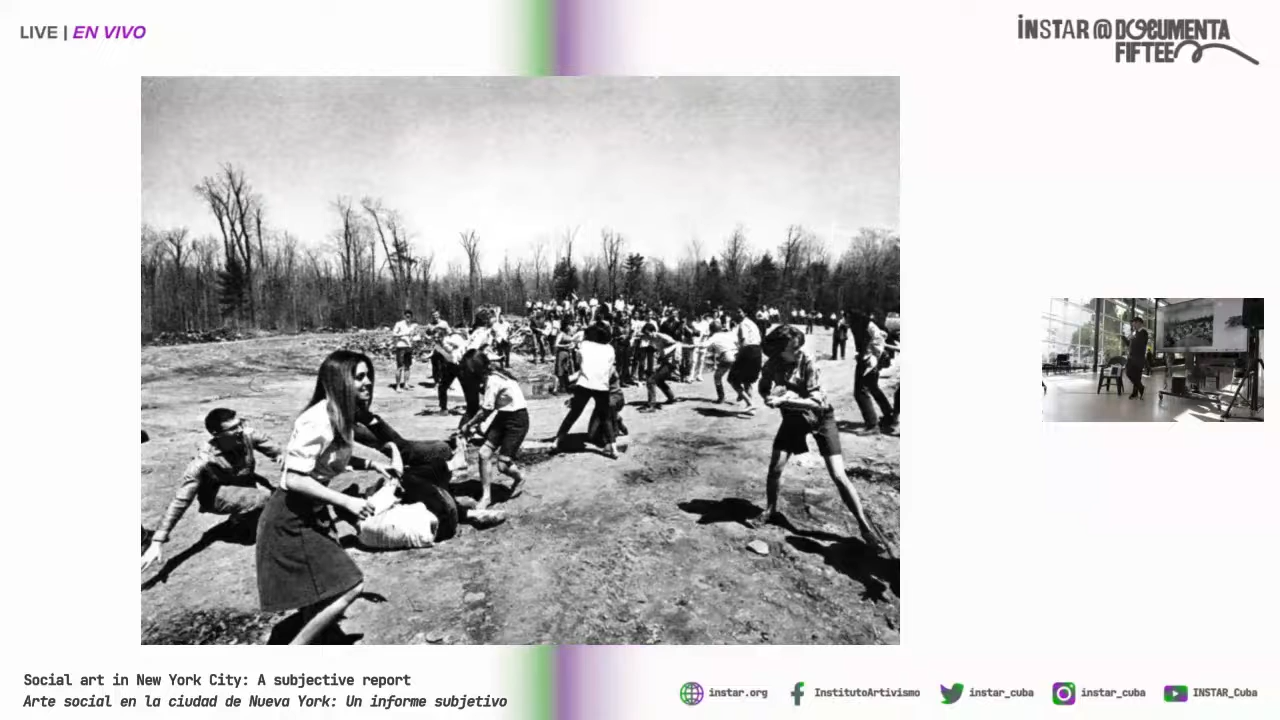 LIVE | EN VIVO
INSTAR @ DOCUMENTA
FIFTEEN
Social art in New York City: A subjective report
Arte social en la ciudad de Nueva York: Un informe subjetivo
instar.org
InstitutoArtivismo
instar_cuba
instar_cuba
INSTAR_Cuba